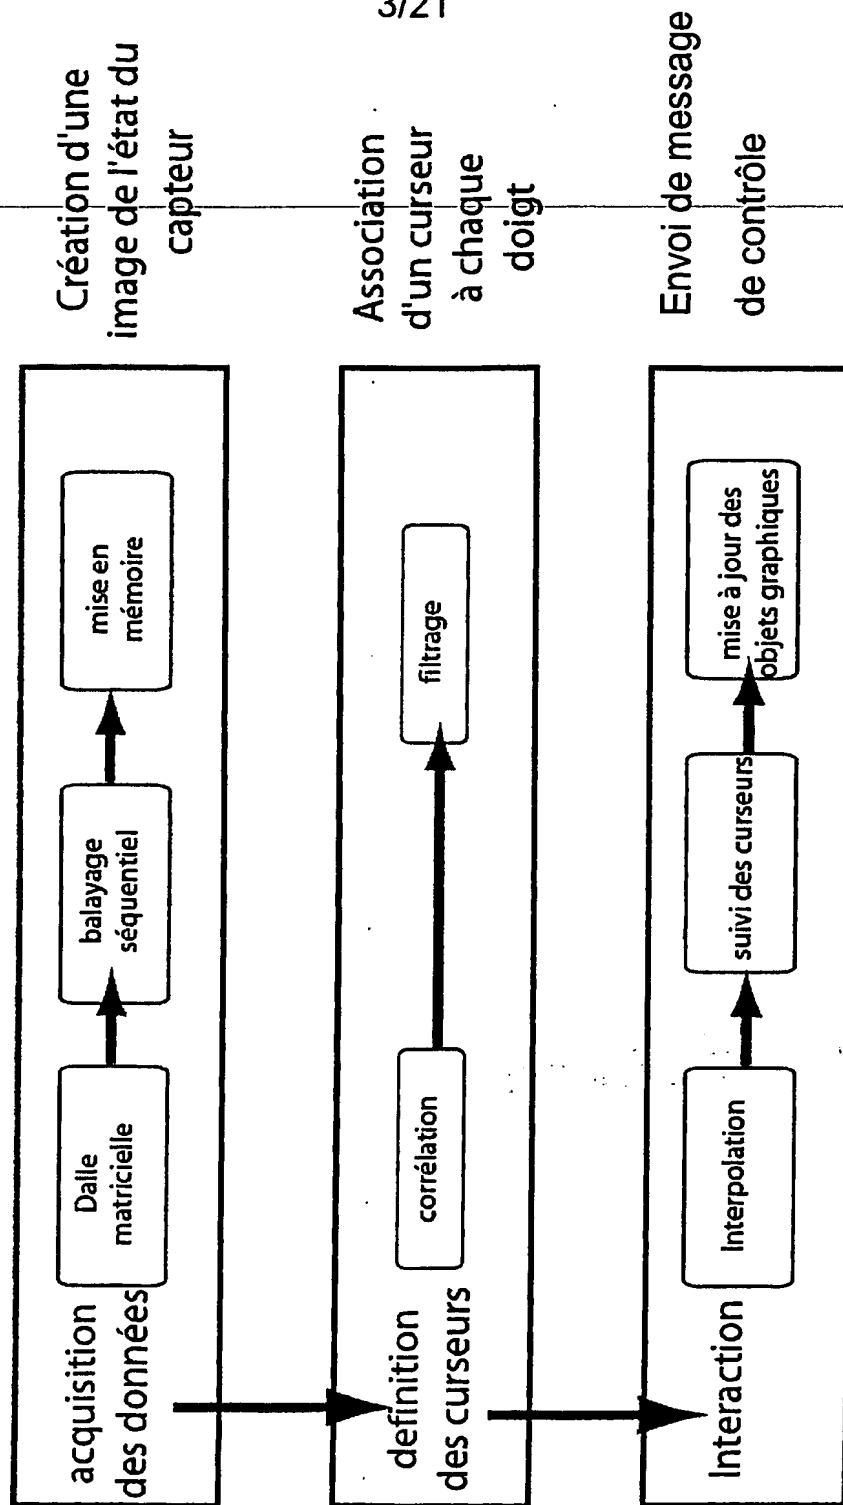 3/21
acquisition
des données
Dalle
matricielle
balayage
séquentiel
mise en
mémoire
Création d'une
image de l'état du
capteur
definition
des curseurs
corrélation
filtrage
Association
d'un curseur
à chaque
doigt
Interaction
Interpolation
suivi des curseurs
mise à jour des
objets graphiques
Envoi de message
de contrôle